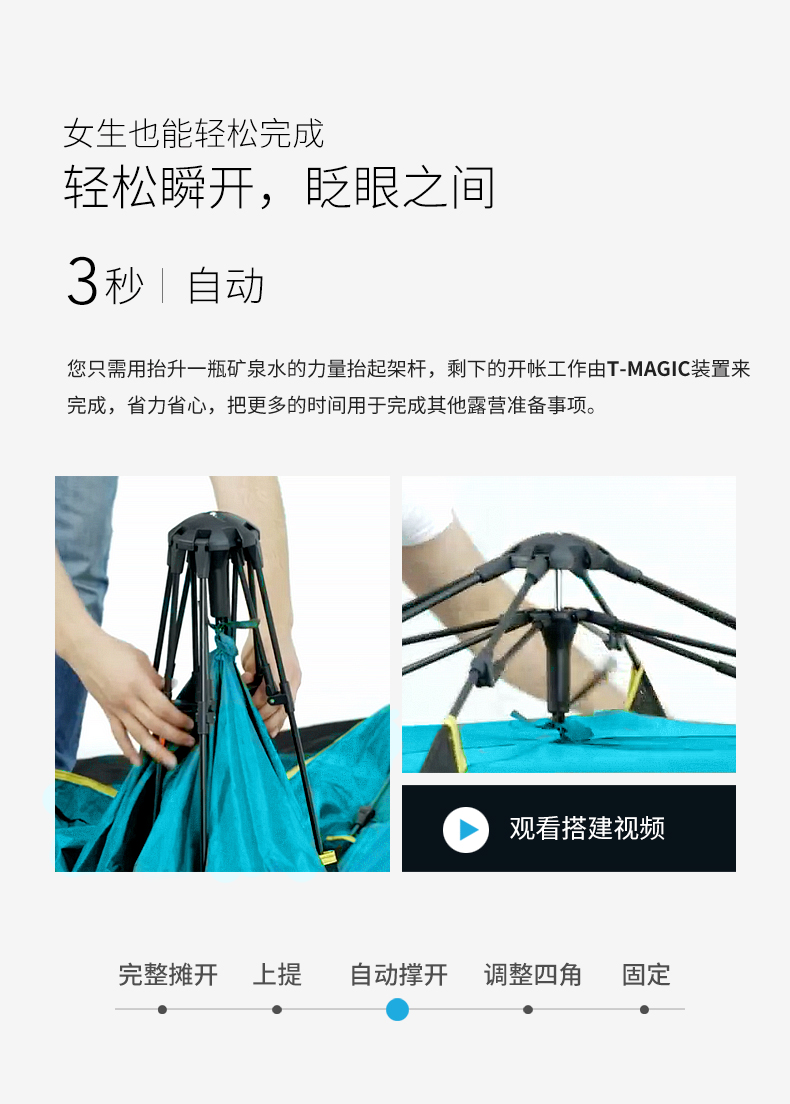 女生也能轻松完成
轻松瞬开，眨眼之间
3秒 | 自动
您只需用抬升一瓶矿泉水的力量抬起架杆，剩下的开帐工作由T-MAGIC装置来
完成，省力省心，把更多的时间用于完成其他露营准备事项。
观看搭建视频
完整摊开 上提 自动撑开 调整四角 固定